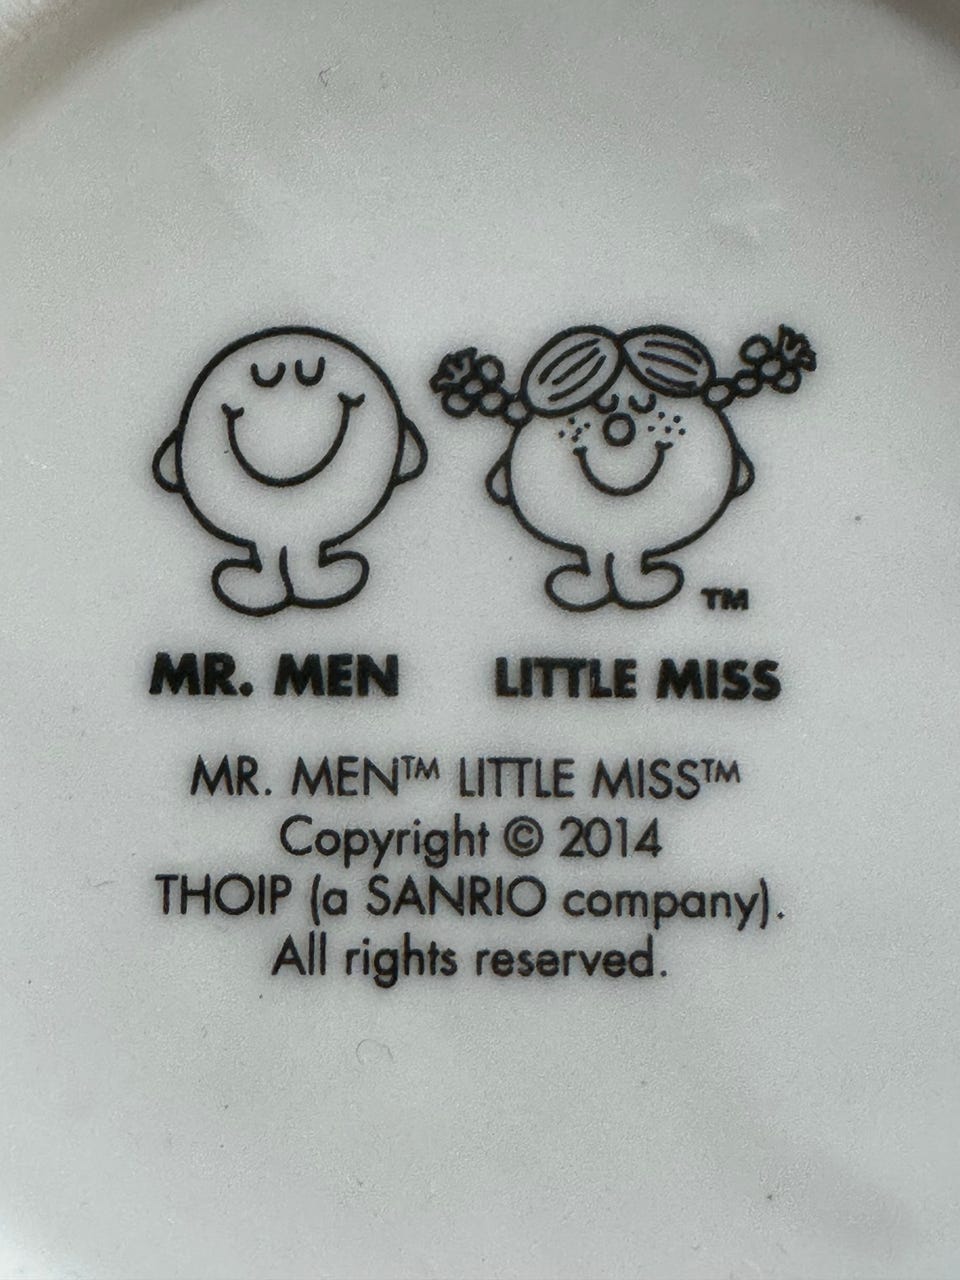 TM
MR. MEN LITTLE MISS
MR. MEN™ LITTLE MISS™
Copyright © 2014
THOIP (a SANRIO company).
All rights reserved.